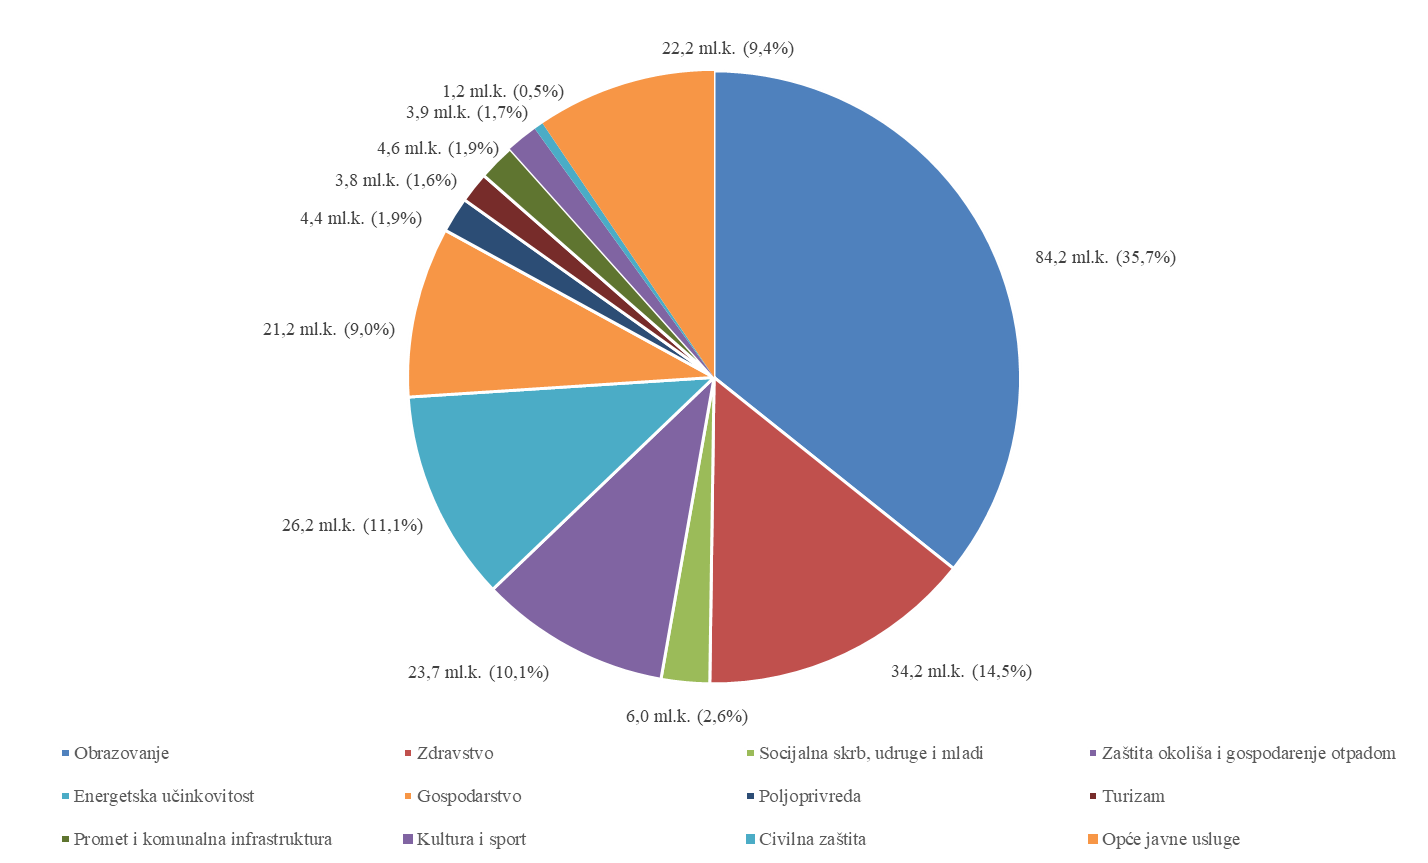 22,2 ml.k. (9,4%)
1,2 ml.k. (0,5%)
3,9 ml.k. (1,7%)
4,6 ml.k. (1,9%)
3,8 ml.k. (1,6%)
4,4 ml.k. (1,9%)
84,2 ml.k. (35,7%)
21,2 ml.k. (9,0%)
26,2 ml.k. (11,1%)
23,7 ml.k. (10,1%)
34,2 ml.k. (14,5%)
6,0 ml.k. (2,6%)
Obrazovanje
Zdravstvo
Socijalna skrb, udruge i mladi
Zaštita okoliša i gospodarenje otpadom
Energetska učinkovitost
Gospodarstvo
Poljoprivreda
Turizam
Promet i komunalna infrastruktura
Kultura i sport
Civilna zaštita
Opće javne usluge